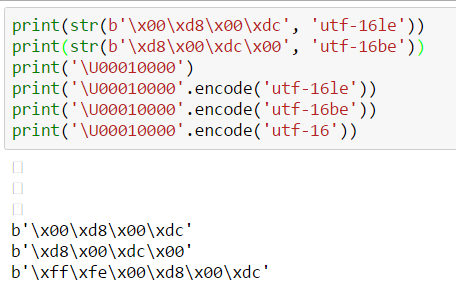 print(str(b'\x00\xd8\x00\xdc', 'utf-16le'))
print(str(b'\xd8\x00\xdc\x00', 'utf-16be'))
print('\U00010000')
print('\U00010000'.encode('utf-16le'))
print('\U00010000'.encode('utf-16be'))
print('\U00010000'.encode('utf-16'))
𐀀
𐀀
𐀀
b'\x00\xd8\x00\xdc'
b'\xd8\x00\xdc\x00'
b'\xff\xfe\x00\xd8\x00\xdc'